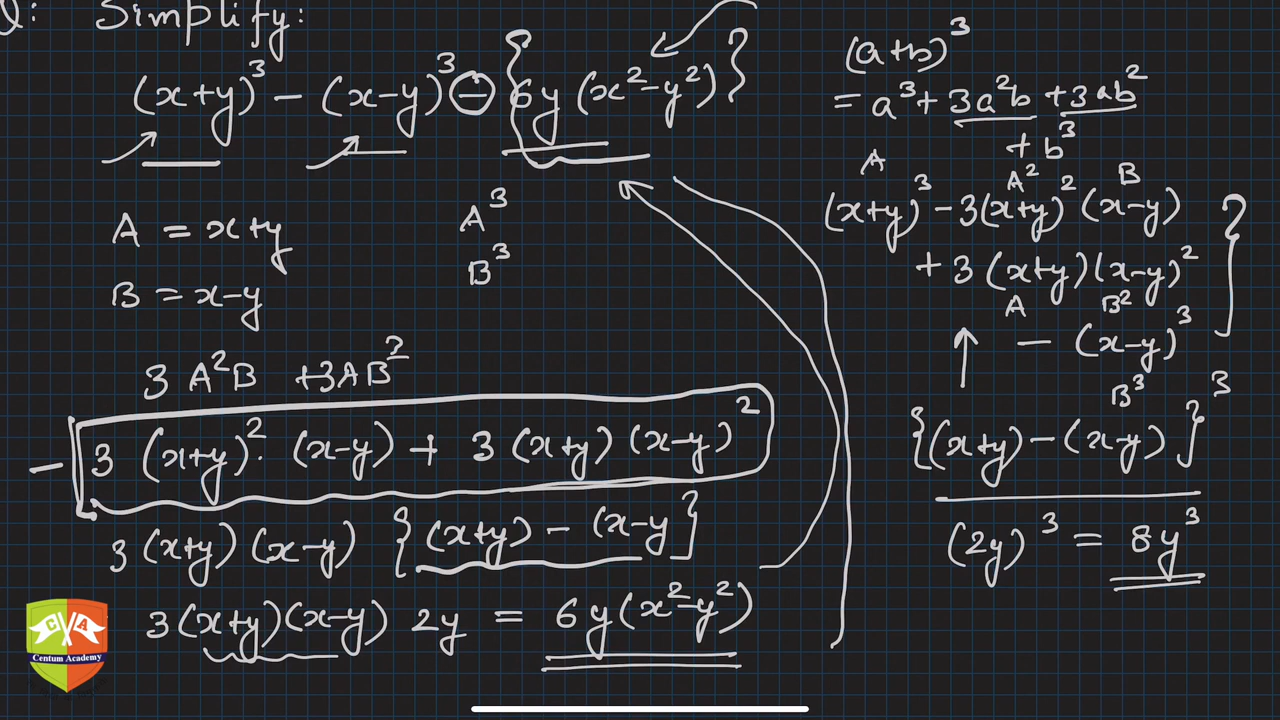 Q: Simplify:
(x+y)³ − (x−y)³ − {6y(x²−y²)}
A = x+y
B = x−y
A³
B³
3 A²B + 3AB²
− 3 (x+y)². (x−y) + 3 (x+y) (x−y)²
3 (x+y) (x−y) {(x+y) − (x−y}
3(x+y)(x−y) 2y = 6y(x²−y²)
(a+b)³
= a³ + 3a²b + 3ab²
+ b³
A A² B
(x+y)³ − 3(x+y)² (x−y)
+ 3 (x+y)(x−y)²
A B²
− (x−y)³
B³
{(x+y) − (x−y)}³
(2y)³ = 8y³
C A
Centum Academy